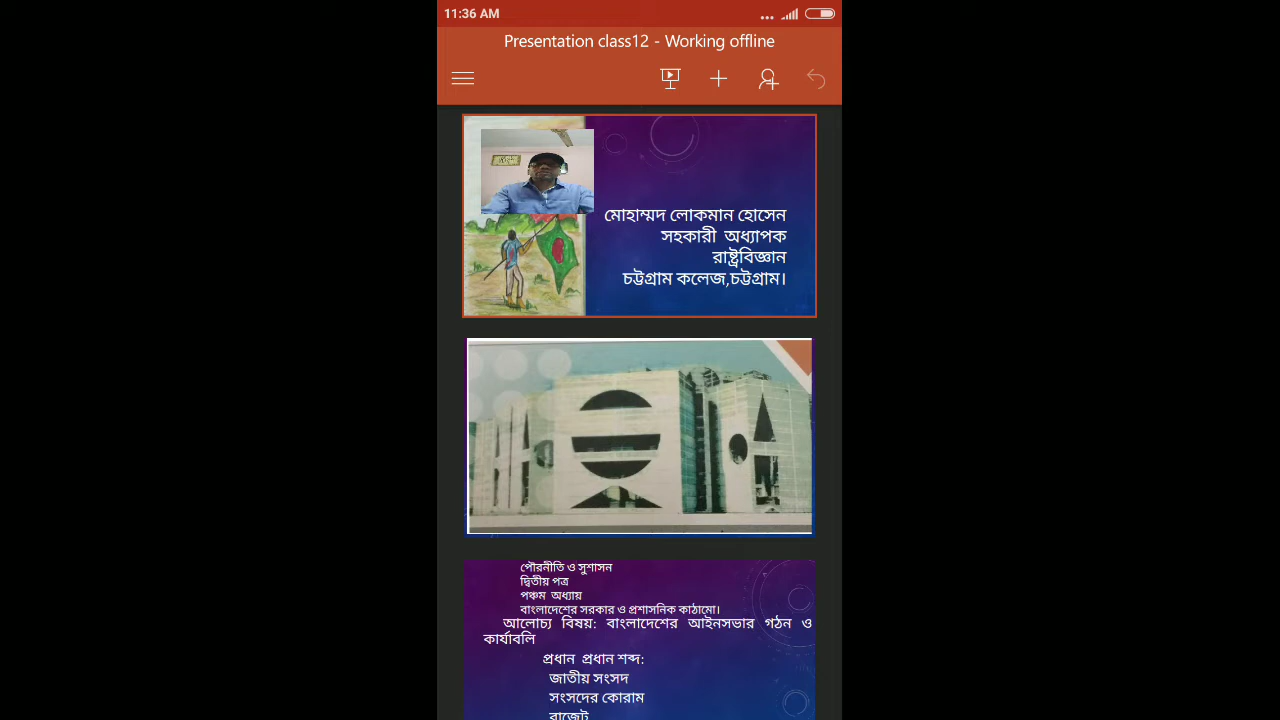 11:36 AM
Presentation class12 - Working offline
মোহাম্মদ লোকমান হোসেন
সহকারী অধ্যাপক
রাষ্ট্রবিজ্ঞান
চট্টগ্রাম কলেজ,চট্টগ্রাম।
পৌরনীতি ও সুশাসন
দ্বিতীয় পত্র
পঞ্চম অধ্যায়
বাংলাদেশের সরকার ও প্রশাসনিক কাঠামো।
আলোচ্য বিষয়: বাংলাদেশের আইনসভার গঠন ও
কার্যাবলি
প্রধান প্রধান শব্দ:
জাতীয় সংসদ
সংসদের কোরাম
বাজেট